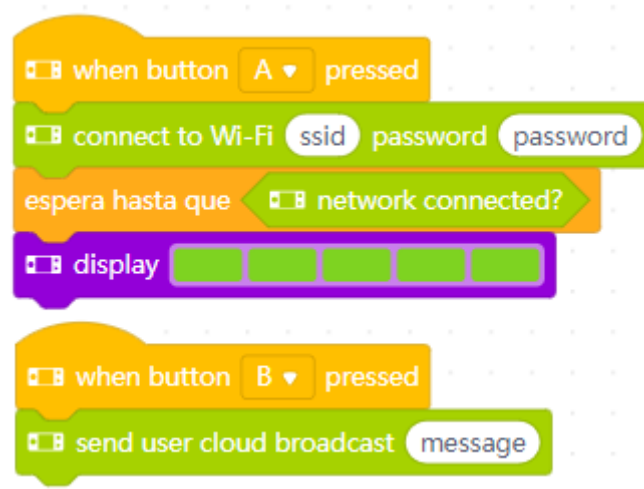 when button A pressed
connect to Wi-Fi ssid password password
espera hasta que network connected?
display
when button B pressed
send user cloud broadcast message